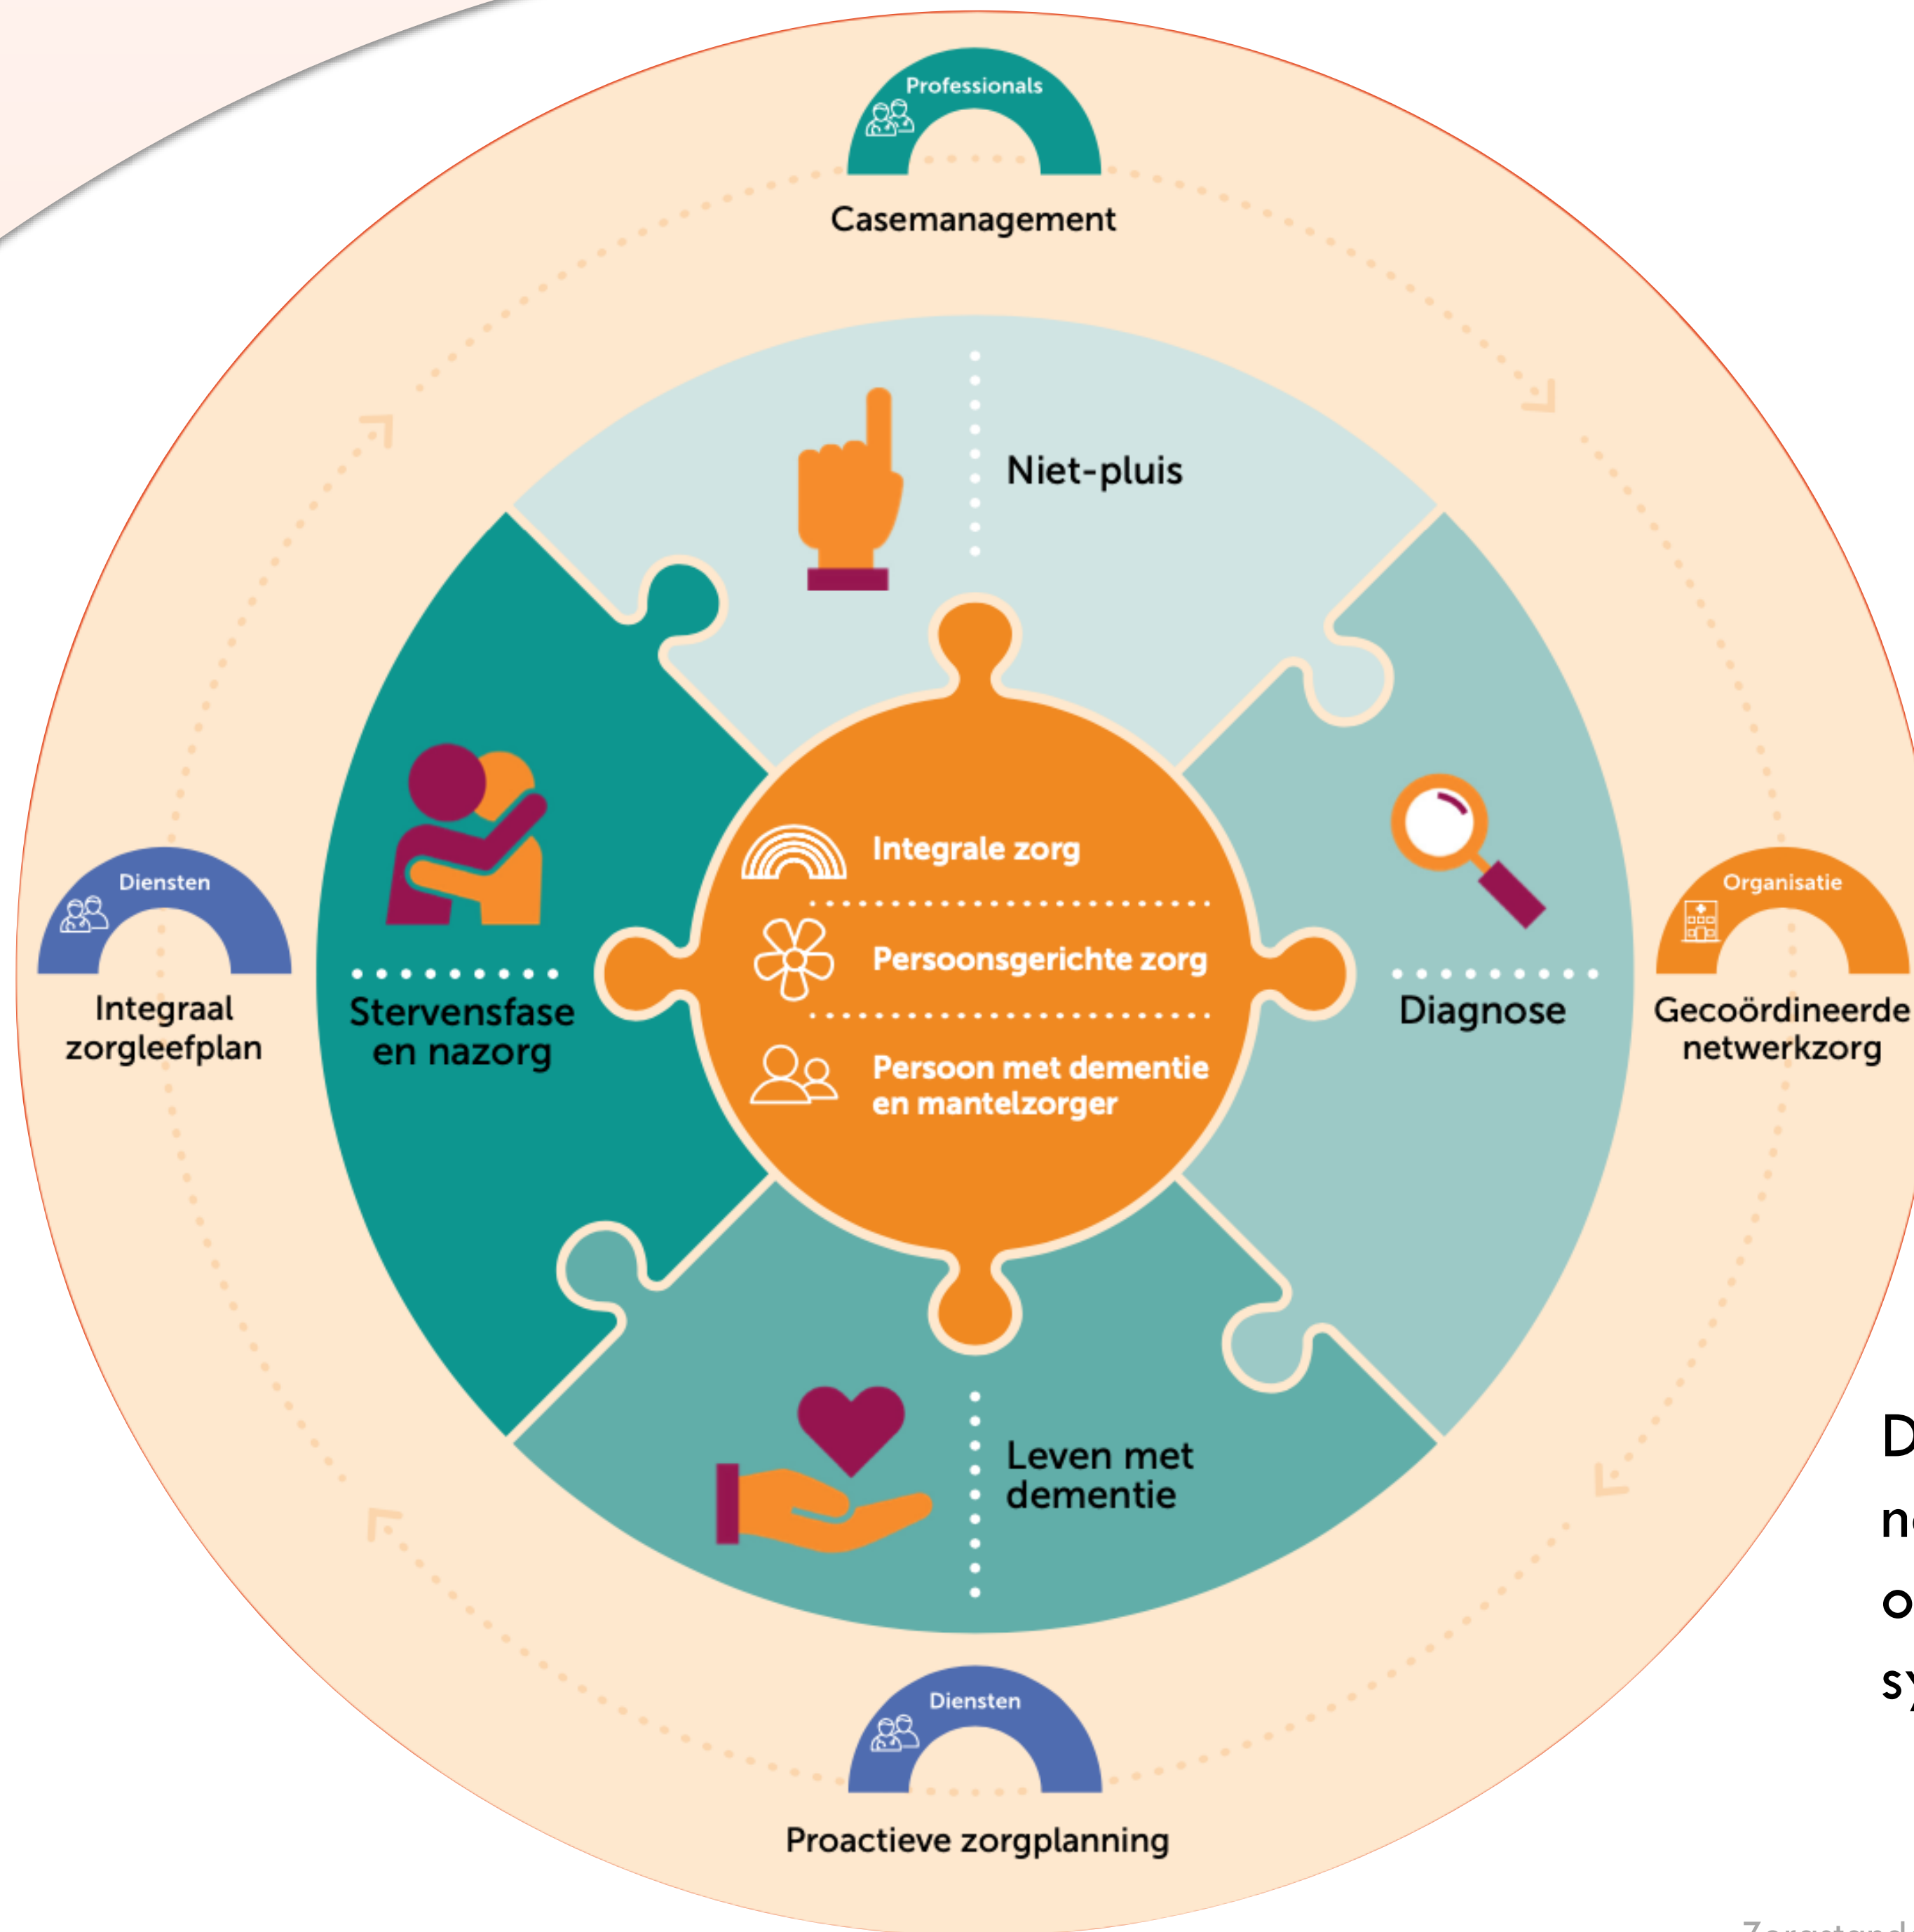 Professionals
Casemanagement
Niet-pluis
Integrale zorg
Persoonsgerichte zorg
Persoon met dementie
en mantelzorger
Diensten
Integraal
zorgleefplan
Stervensfase
en nazorg
Diagnose
Organisatie
Gecoördineerde
netwerkzorg
Leven met
dementie
Diensten
Proactieve zorgplanning